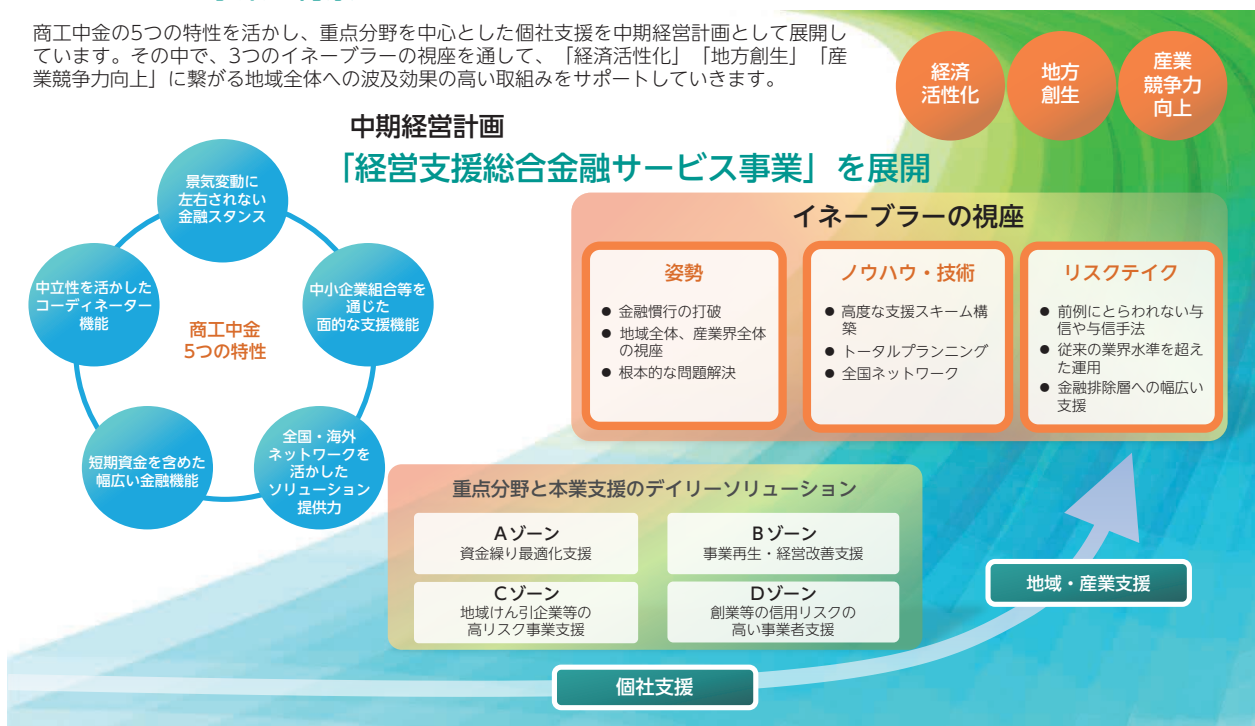 商工中金の5つの特性を活かし、重点分野を中心とした個社支援を中期経営計画として展開し
ています。その中で、3つのイネーブラーの視座を通して、「経済活性化」「地方創生」「産
業競争力向上」に繋がる地域全体への波及効果の高い取組みをサポートしていきます。
経済
活性化
地方
創生
産業
競争力
向上
中期経営計画
「経営支援総合金融サービス事業」を展開
景気変動に
左右されない
金融スタンス
中立性を活かした
コーディネーター
機能
中小企業組合等を
通じた
面的な支援機能
商工中金
5つの特性
短期資金を含めた
幅広い金融機能
全国・海外
ネットワークを
活かした
ソリューション
提供力
イネーブラーの視座
姿勢
● 金融慣行の打破
● 地域全体、産業界全体
の視座
● 根本的な問題解決
ノウハウ・技術
● 高度な支援スキーム構
築
● トータルプランニング
● 全国ネットワーク
リスクテイク
● 前例にとらわれない与
信や与信手法
● 従来の業界水準を超え
た運用
● 金融排除層への幅広い
支援
重点分野と本業支援のデイリーソリューション
Aゾーン
資金繰り最適化支援
Bゾーン
事業再生・経営改善支援
Cゾーン
地域けん引企業等の
高リスク事業支援
Dゾーン
創業等の信用リスクの
高い事業者支援
地域・産業支援
個社支援